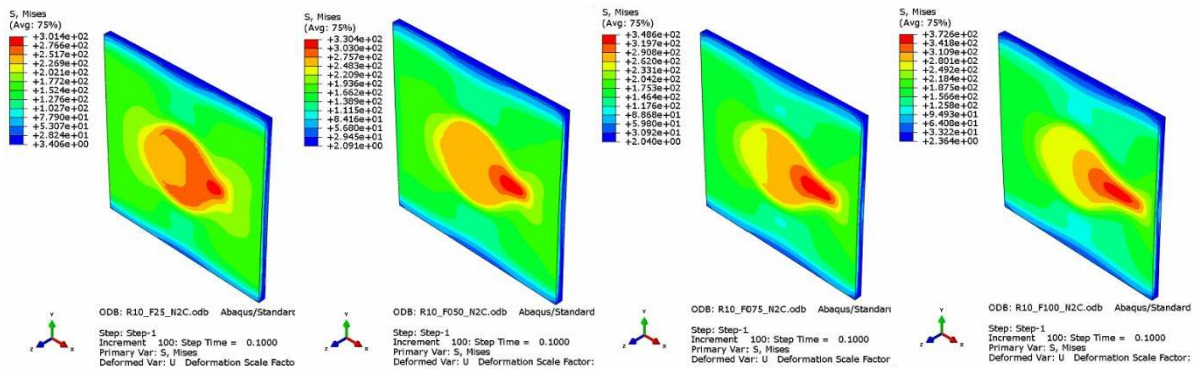 S, Mises
(Avg: 75%)
+3.014e+02
+2.766e+02
+2.517e+02
+2.269e+02
+2.021e+02
+1.772e+02
+1.524e+02
+1.276e+02
+1.027e+02
+7.790e+01
+5.307e+01
+2.824e+01
+3.406e+00
ODB: R10_F25_N2C.odb Abaqus/Standard
Step: Step-1
Increment 100: Step Time = 0.1000
Primary Var: S, Mises
Deformed Var: U Deformation Scale Facto
Y
Z
X
S, Mises
(Avg: 75%)
+3.304e+02
+3.030e+02
+2.757e+02
+2.483e+02
+2.209e+02
+1.936e+02
+1.662e+02
+1.389e+02
+1.115e+02
+8.416e+01
+5.680e+01
+2.945e+01
+2.091e+00
ODB: R10_F050_N2C.odb Abaqus/Standard
Step: Step-1
Increment 100: Step Time = 0.1000
Primary Var: S, Mises
Deformed Var: U Deformation Scale Factor:
Y
Z
X
S, Mises
(Avg: 75%)
+3.486e+02
+3.197e+02
+2.908e+02
+2.620e+02
+2.331e+02
+2.042e+02
+1.753e+02
+1.464e+02
+1.176e+02
+8.868e+01
+5.980e+01
+3.092e+01
+2.040e+00
ODB: R10_F075_N2C.odb Abaqus/Standard
Step: Step-1
Increment 100: Step Time = 0.1000
Primary Var: S, Mises
Deformed Var: U Deformation Scale Factor:
Y
Z
X
S, Mises
(Avg: 75%)
+3.726e+02
+3.418e+02
+3.109e+02
+2.801e+02
+2.492e+02
+2.184e+02
+1.875e+02
+1.566e+02
+1.258e+02
+9.493e+01
+6.408e+01
+3.322e+01
+2.364e+00
ODB: R10_F100_N2C.odb Abaqus/Standard
Step: Step-1
Increment 100: Step Time = 0.1000
Primary Var: S, Mises
Deformed Var: U Deformation Scale Factor:
Y
Z
X